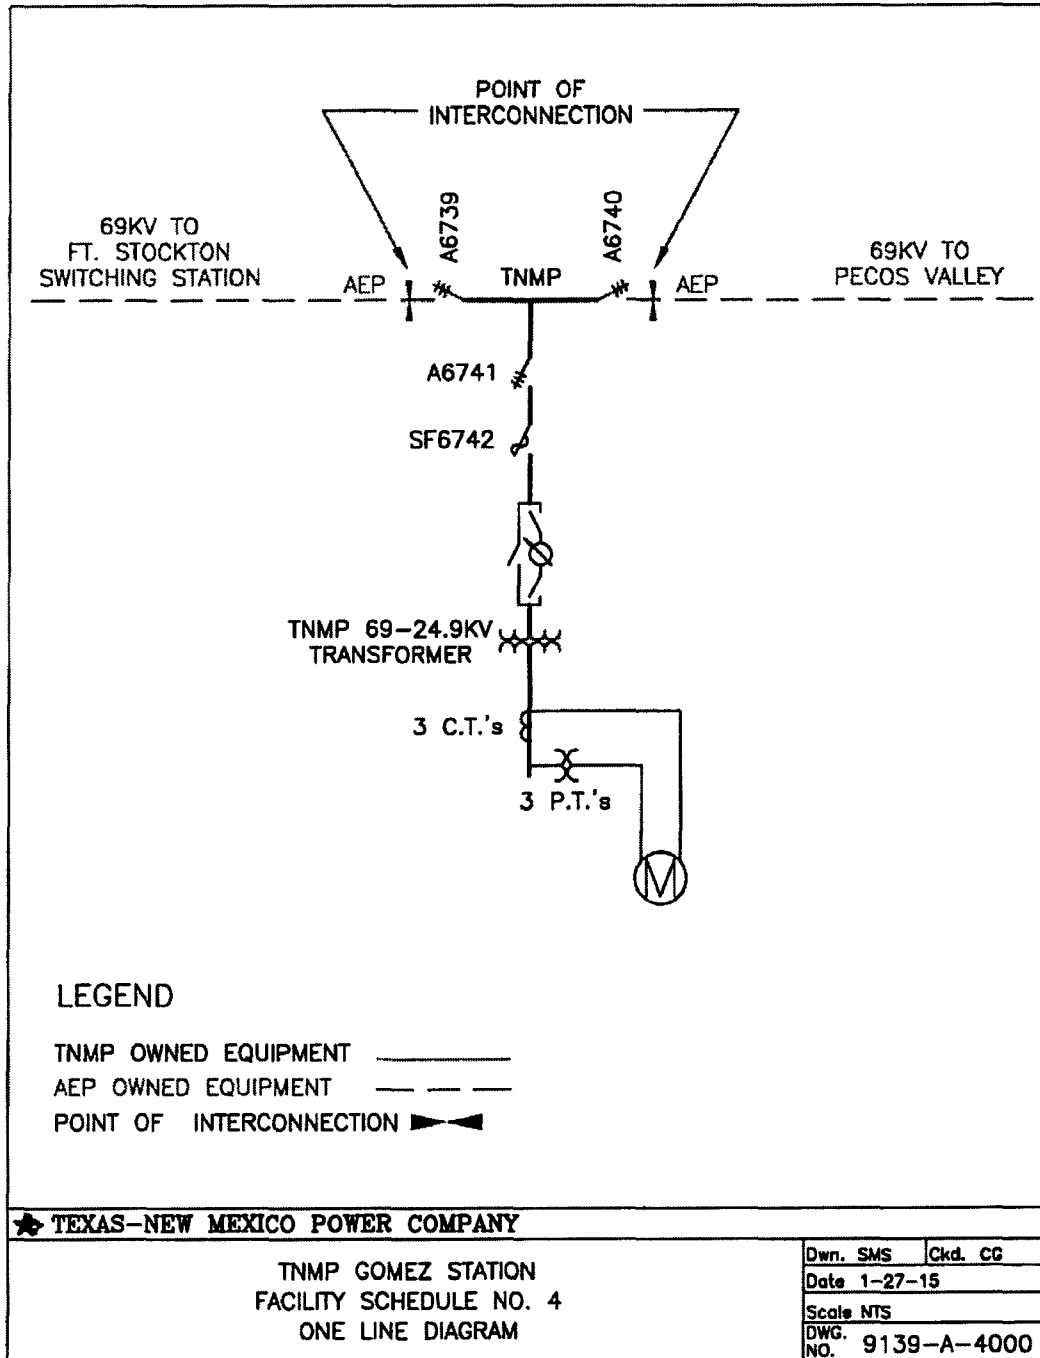 POINT OF
INTERCONNECTION
A6739
A6740
69KV TO
FT. STOCKTON
SWITCHING STATION
AEP
TNMP
AEP
69KV TO
PECOS VALLEY
A6741
SF6742
TNMP 69-24.9KV
TRANSFORMER
3 C.T.'s
3 P.T.'s
M
LEGEND
TNMP OWNED EQUIPMENT
AEP OWNED EQUIPMENT
POINT OF INTERCONNECTION
TEXAS-NEW MEXICO POWER COMPANY
TNMP GOMEZ STATION
FACILITY SCHEDULE NO. 4
ONE LINE DIAGRAM
Dwn. SMS Ckd. CG
Date 1-27-15
Scale NTS
DWG. NO. 9139-A-4000